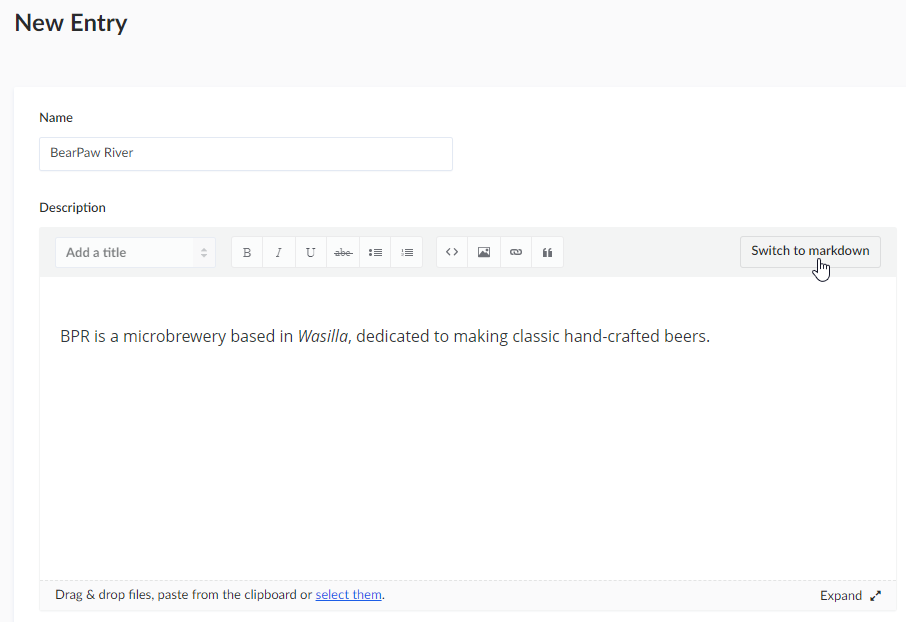 New Entry
Name
BearPaw River
Description
Add a title B I U abc Switch to markdown
BPR is a microbrewery based in Wasilla, dedicated to making classic hand-crafted beers.
Drag & drop files, paste from the clipboard or select them. Expand